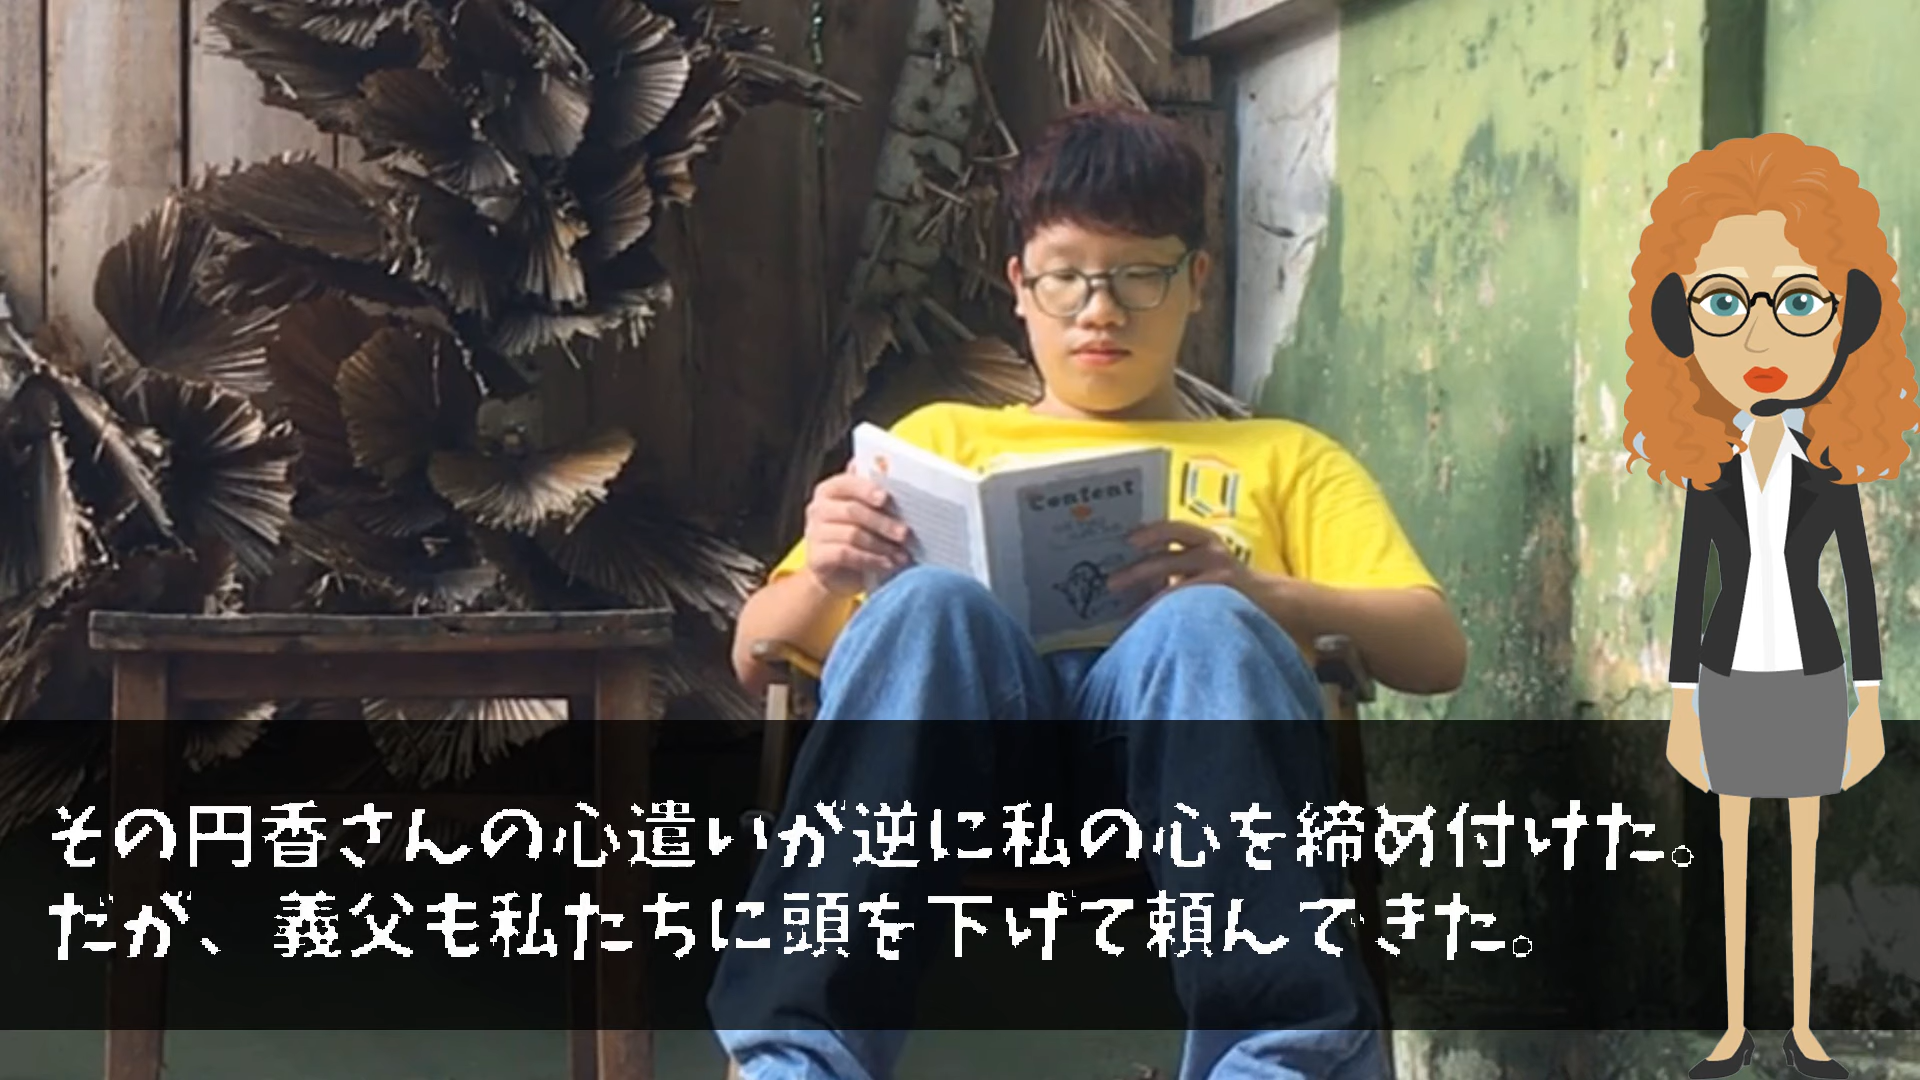 Content
その円香さんの心遣いが逆に私の心を締め付けた。
だが、義父も私たちに頭を下げて頼んできた。